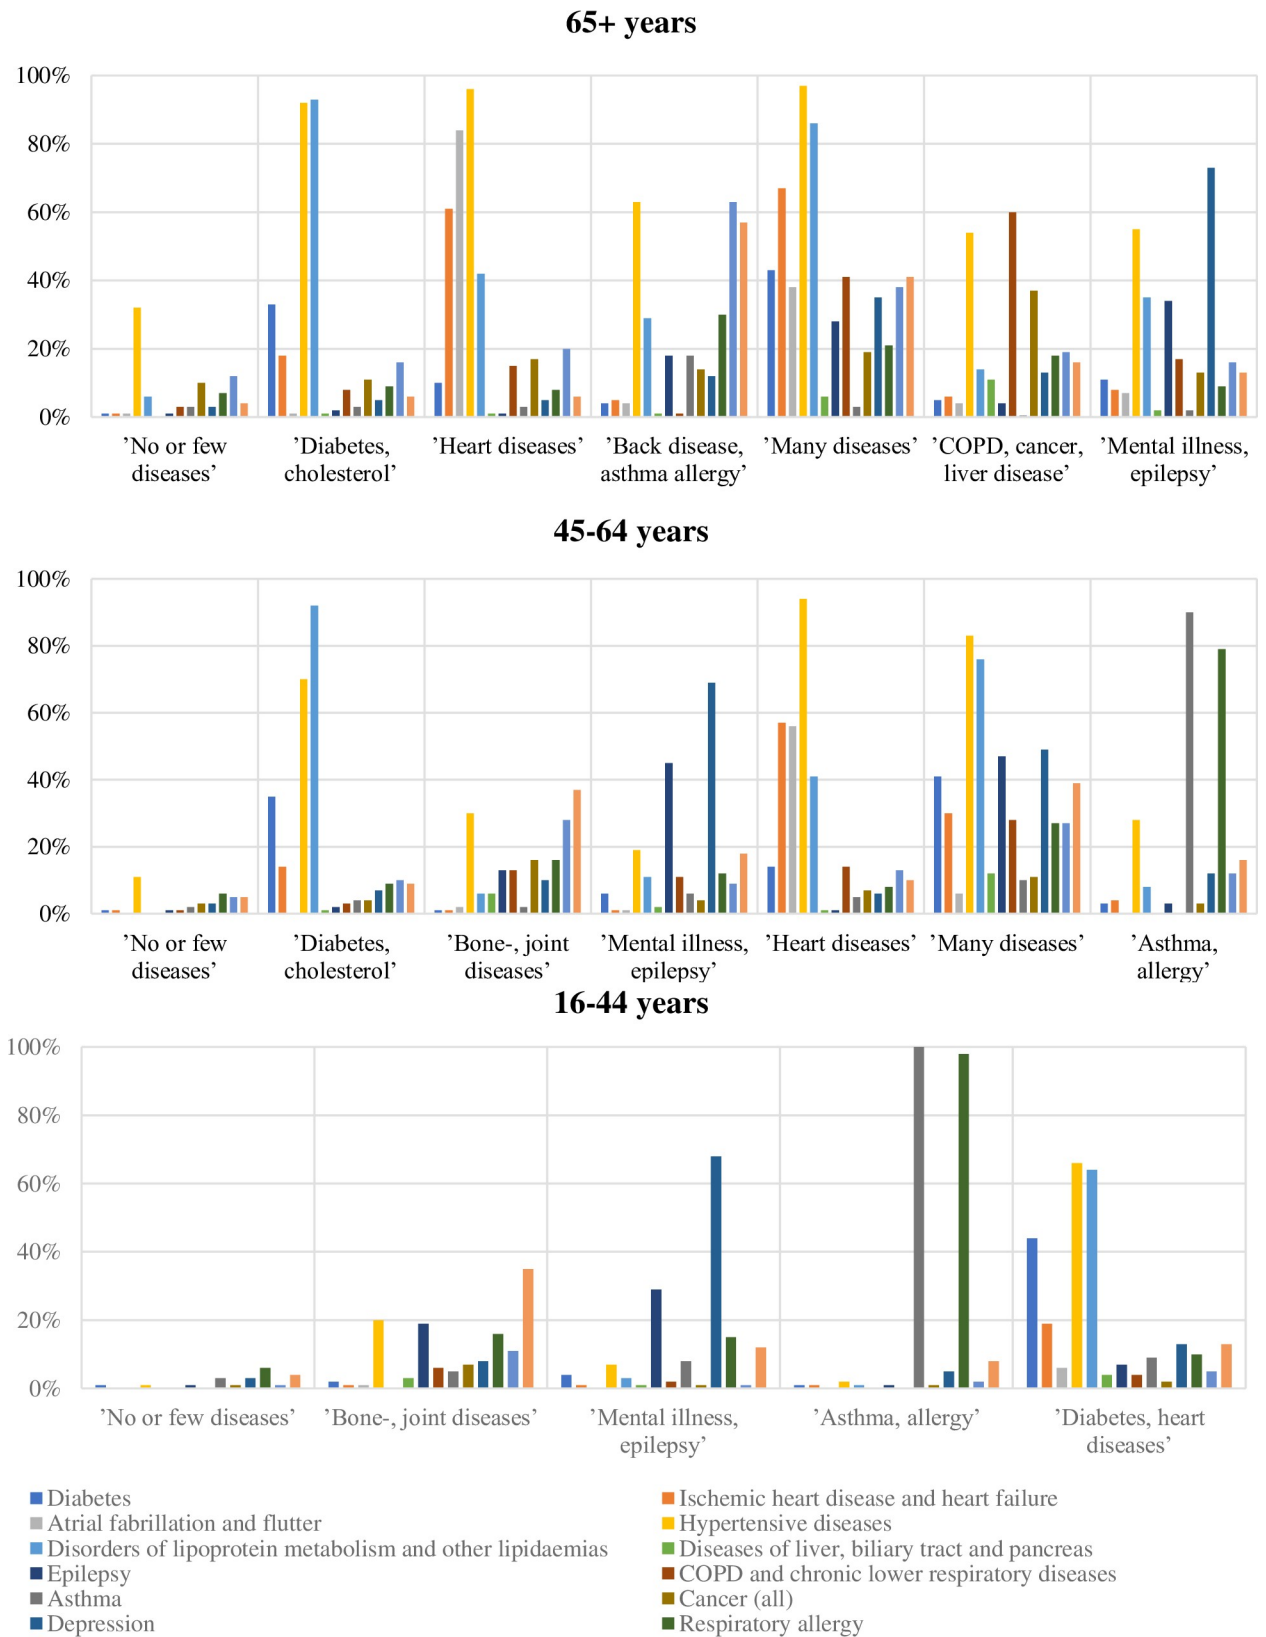 65+ years
100%
80%
60%
40%
20%
0%
’No or few diseases’
’Diabetes, cholesterol’
’Heart diseases’
’Back disease, asthma allergy’
’Many diseases’
’COPD, cancer, liver disease’
’Mental illness, epilepsy’
45-64 years
100%
80%
60%
40%
20%
0%
’No or few diseases’
’Diabetes, cholesterol’
’Bone-, joint diseases’
’Mental illness, epilepsy’
’Heart diseases’
’Many diseases’
’Asthma, allergy’
16-44 years
100%
80%
60%
40%
20%
0%
’No or few diseases’
’Bone-, joint diseases’
’Mental illness, epilepsy’
’Asthma, allergy’
’Diabetes, heart diseases’
Diabetes
Ischemic heart disease and heart failure
Atrial fabrillation and flutter
Hypertensive diseases
Disorders of lipoprotein metabolism and other lipidaemias
Diseases of liver, biliary tract and pancreas
Epilepsy
COPD and chronic lower respiratory diseases
Asthma
Cancer (all)
Depression
Respiratory allergy